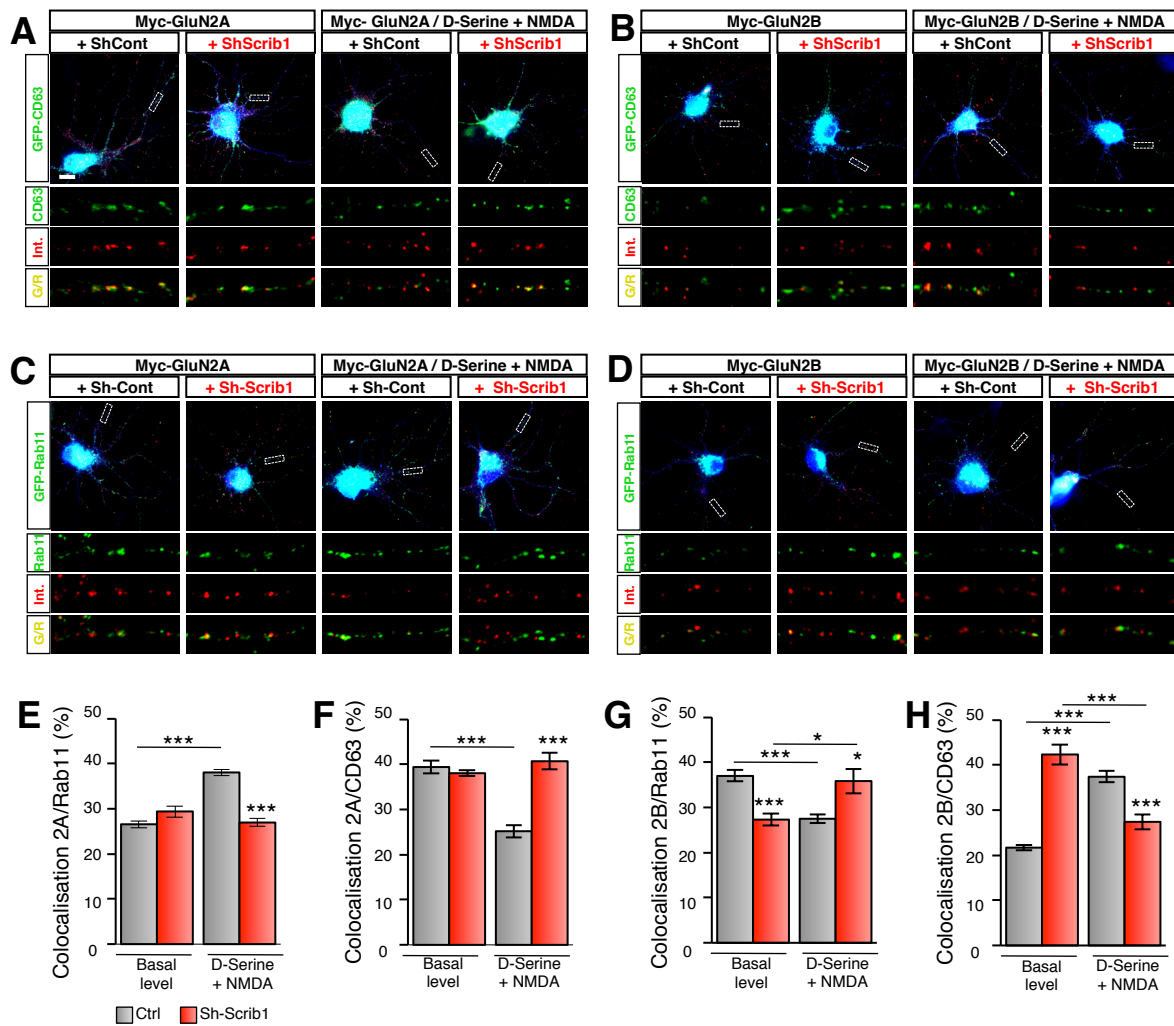 A
Myc-GluN2A
Myc- GluN2A / D-Serine + NMDA
+ ShCont
+ ShScrib1
+ ShCont
+ ShScrib1
GFP-CD63
CD63
Int.
G/R
B
Myc-GluN2B
Myc-GluN2B / D-Serine + NMDA
+ ShCont
+ ShScrib1
+ ShCont
+ ShScrib1
GFP-CD63
CD63
Int.
G/R
C
Myc-GluN2A
Myc-GluN2A / D-Serine + NMDA
+ Sh-Cont
+ Sh-Scrib1
+ Sh-Cont
+ Sh-Scrib1
GFP-Rab11
Rab11
Int.
G/R
D
Myc-GluN2B
Myc-GluN2B / D-Serine + NMDA
+ Sh-Cont
+ Sh-Scrib1
+ Sh-Cont
+ Sh-Scrib1
GFP-Rab11
Rab11
Int.
G/R
E
Colocalisation 2A/Rab11 (%)
50
40
30
20
10
0
***
***
Basal level
D-Serine + NMDA
F
Colocalisation 2A/CD63 (%)
50
40
30
20
10
0
***
***
Basal level
D-Serine + NMDA
G
Colocalisation 2B/Rab11 (%)
50
40
30
20
10
0
*
***
***
*
Basal level
D-Serine + NMDA
H
Colocalisation 2B/CD63 (%)
50
40
30
20
10
0
***
***
***
***
Basal level
D-Serine + NMDA
Ctrl
Sh-Scrib1